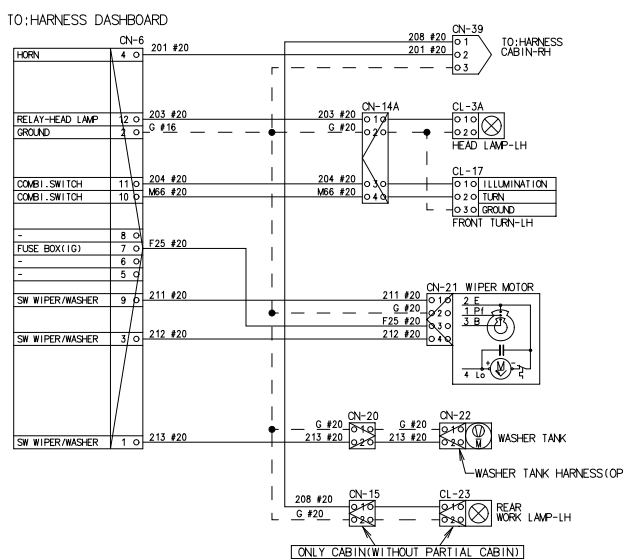 TO:HARNESS DASHBOARD
CN-6
HORN 4 201 #20
208 #20
201 #20
CN-39
1
2
3
TO:HARNESS
CABIN-RH
RELAY-HEAD LAMP 12 203 #20
GROUND 2 G #16
203 #20
G #20
CN-14A
1
2
CL-3A
1
2
HEAD LAMP-LH
COMBI.SWITCH 11 204 #20
COMBI.SWITCH 10 M66 #20
204 #20
M66 #20
3
4
CL-17
1 ILLUMINATION
2 TURN
3 GROUND
FRONT TURN-LH
- 8
FUSE BOX(IG) 7 F25 #20
- 6
- 5
SW WIPER/WASHER 9 211 #20
SW WIPER/WASHER 3 212 #20
CN-21 WIPER MOTOR
211 #20 1
G #20 2
F25 #20 3
212 #20 4
2 E
1 Pf
3 B
+ M -
4 Lo
SW WIPER/WASHER 1 213 #20
CN-20
G #20 1 G #20
213 #20 2 213 #20
CN-22
1
2
M
WASHER TANK
WASHER TANK HARNESS(OP
208 #20
G #20
CN-15
1
2
CL-23
1
2
REAR
WORK LAMP-LH
ONLY CABIN(WITHOUT PARTIAL CABIN)